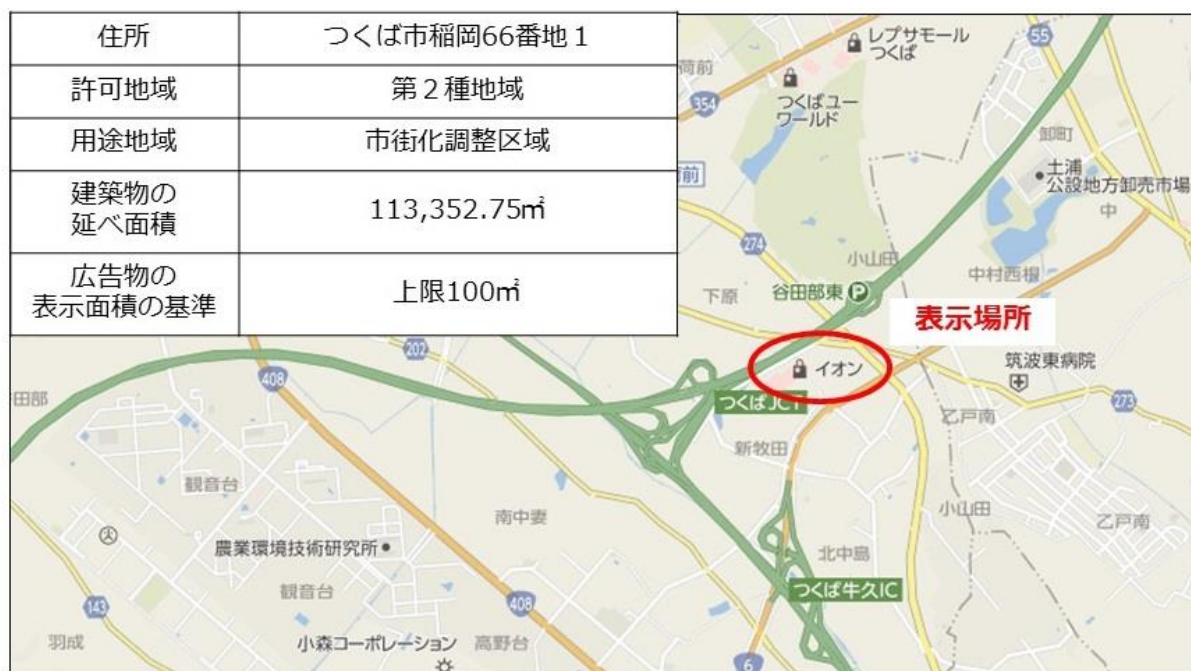 住所 つくば市稲岡66番地1
許可地域 第2種地域
用途地域 市街化調整区域
建築物の
延べ面積 113,352.75㎡
広告物の
表示面積の基準 上限100㎡
レプサモール
つくば
荷前
354
つくばユー
ワールド
55
卸町
土浦
公設地方卸売市場
中
274
小山田
中村西根
下原
谷田部東
P
表示場所
202
イオン
筑波東病院
408
つくばJCT
273
乙戸南
新牧田
観音台
南中妻
小山田
乙戸南
農業環境技術研究所
北中島
観音台
つくば牛久IC
143
408
羽成
小森コーポレーション
高野台
6